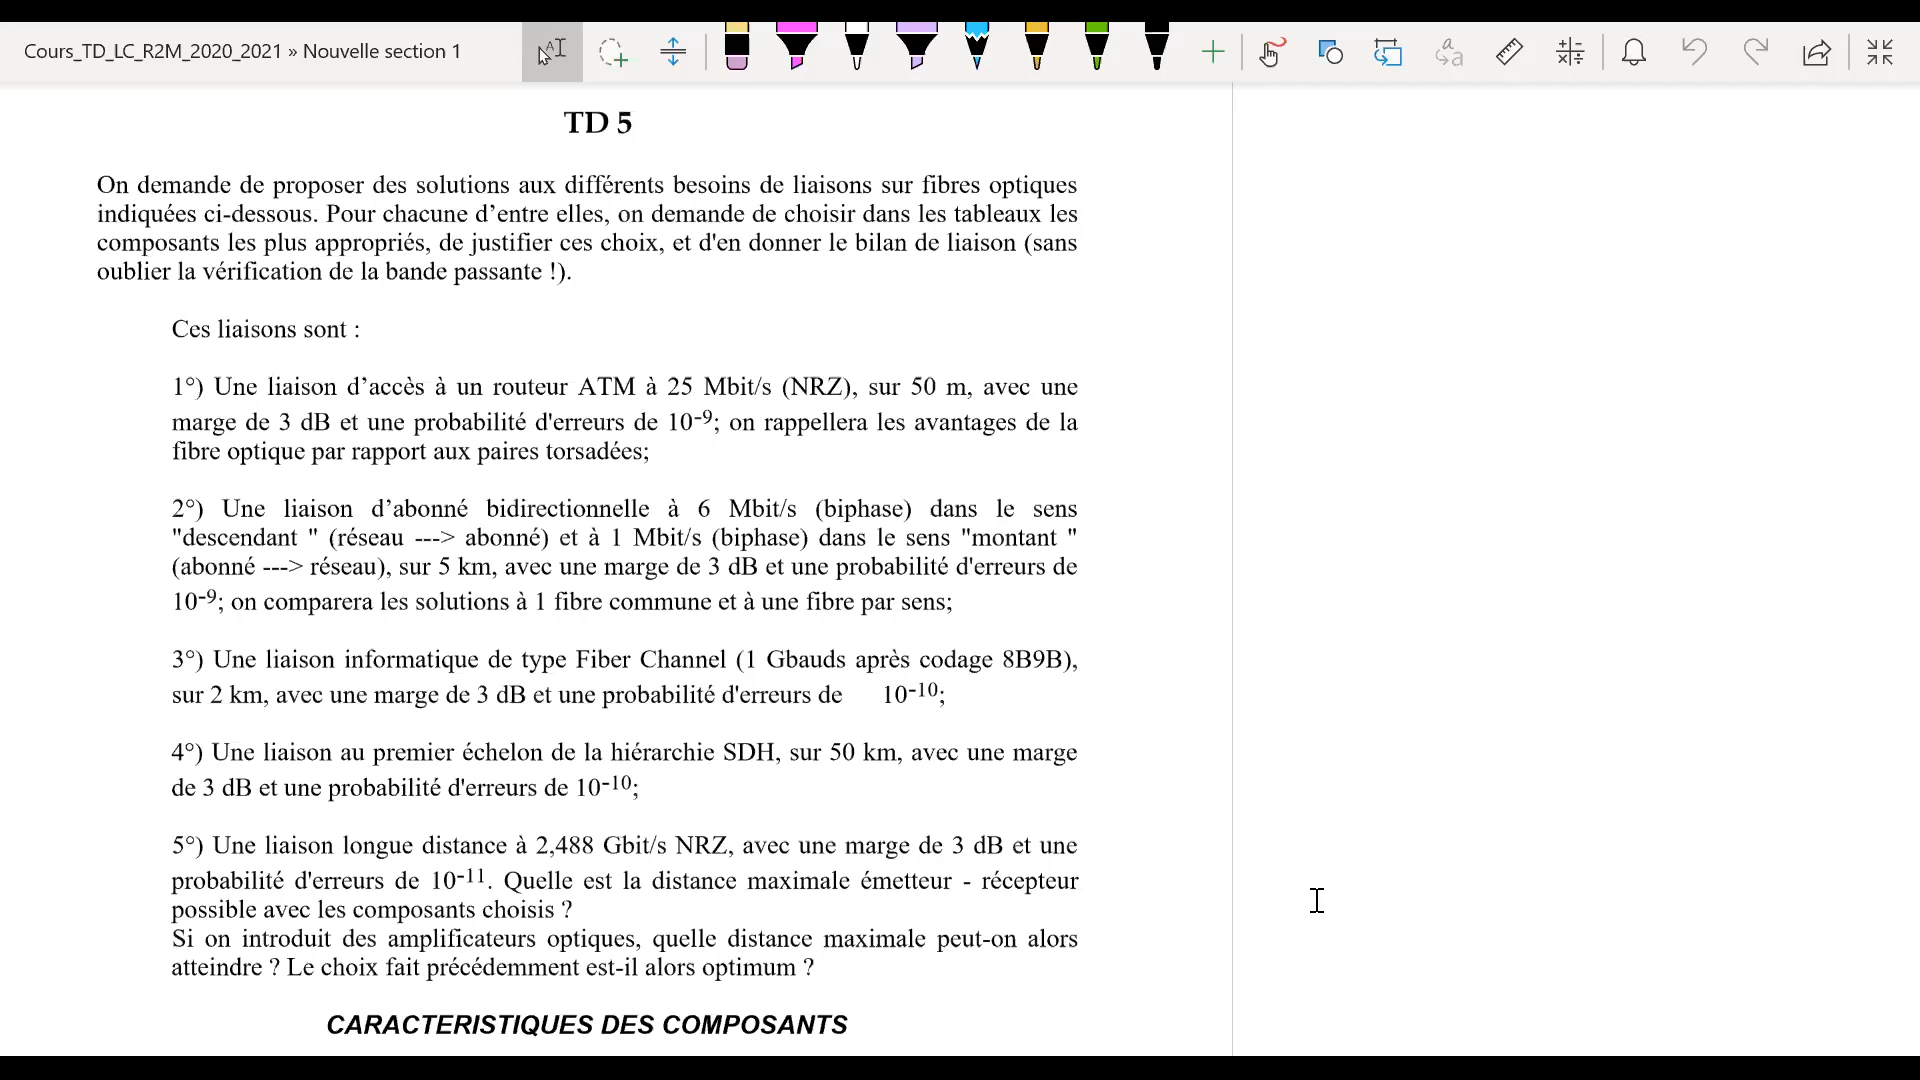 Cours_TD_LC_R2M_2020_2021 » Nouvelle section 1
TD 5
On demande de proposer des solutions aux différents besoins de liaisons sur fibres optiques
indiquées ci-dessous. Pour chacune d’entre elles, on demande de choisir dans les tableaux les
composants les plus appropriés, de justifier ces choix, et d'en donner le bilan de liaison (sans
oublier la vérification de la bande passante !).
Ces liaisons sont :
1°) Une liaison d’accès à un routeur ATM à 25 Mbit/s (NRZ), sur 50 m, avec une
marge de 3 dB et une probabilité d'erreurs de 10-9; on rappellera les avantages de la
fibre optique par rapport aux paires torsadées;
2°) Une liaison d’abonné bidirectionnelle à 6 Mbit/s (biphase) dans le sens
"descendant " (réseau ---> abonné) et à 1 Mbit/s (biphase) dans le sens "montant "
(abonné ---> réseau), sur 5 km, avec une marge de 3 dB et une probabilité d'erreurs de
10-9; on comparera les solutions à 1 fibre commune et à une fibre par sens;
3°) Une liaison informatique de type Fiber Channel (1 Gbauds après codage 8B9B),
sur 2 km, avec une marge de 3 dB et une probabilité d'erreurs de 10-10;
4°) Une liaison au premier échelon de la hiérarchie SDH, sur 50 km, avec une marge
de 3 dB et une probabilité d'erreurs de 10-10;
5°) Une liaison longue distance à 2,488 Gbit/s NRZ, avec une marge de 3 dB et une
probabilité d'erreurs de 10-11. Quelle est la distance maximale émetteur - récepteur
possible avec les composants choisis ?
Si on introduit des amplificateurs optiques, quelle distance maximale peut-on alors
atteindre ? Le choix fait précédemment est-il alors optimum ?
CARACTERISTIQUES DES COMPOSANTS